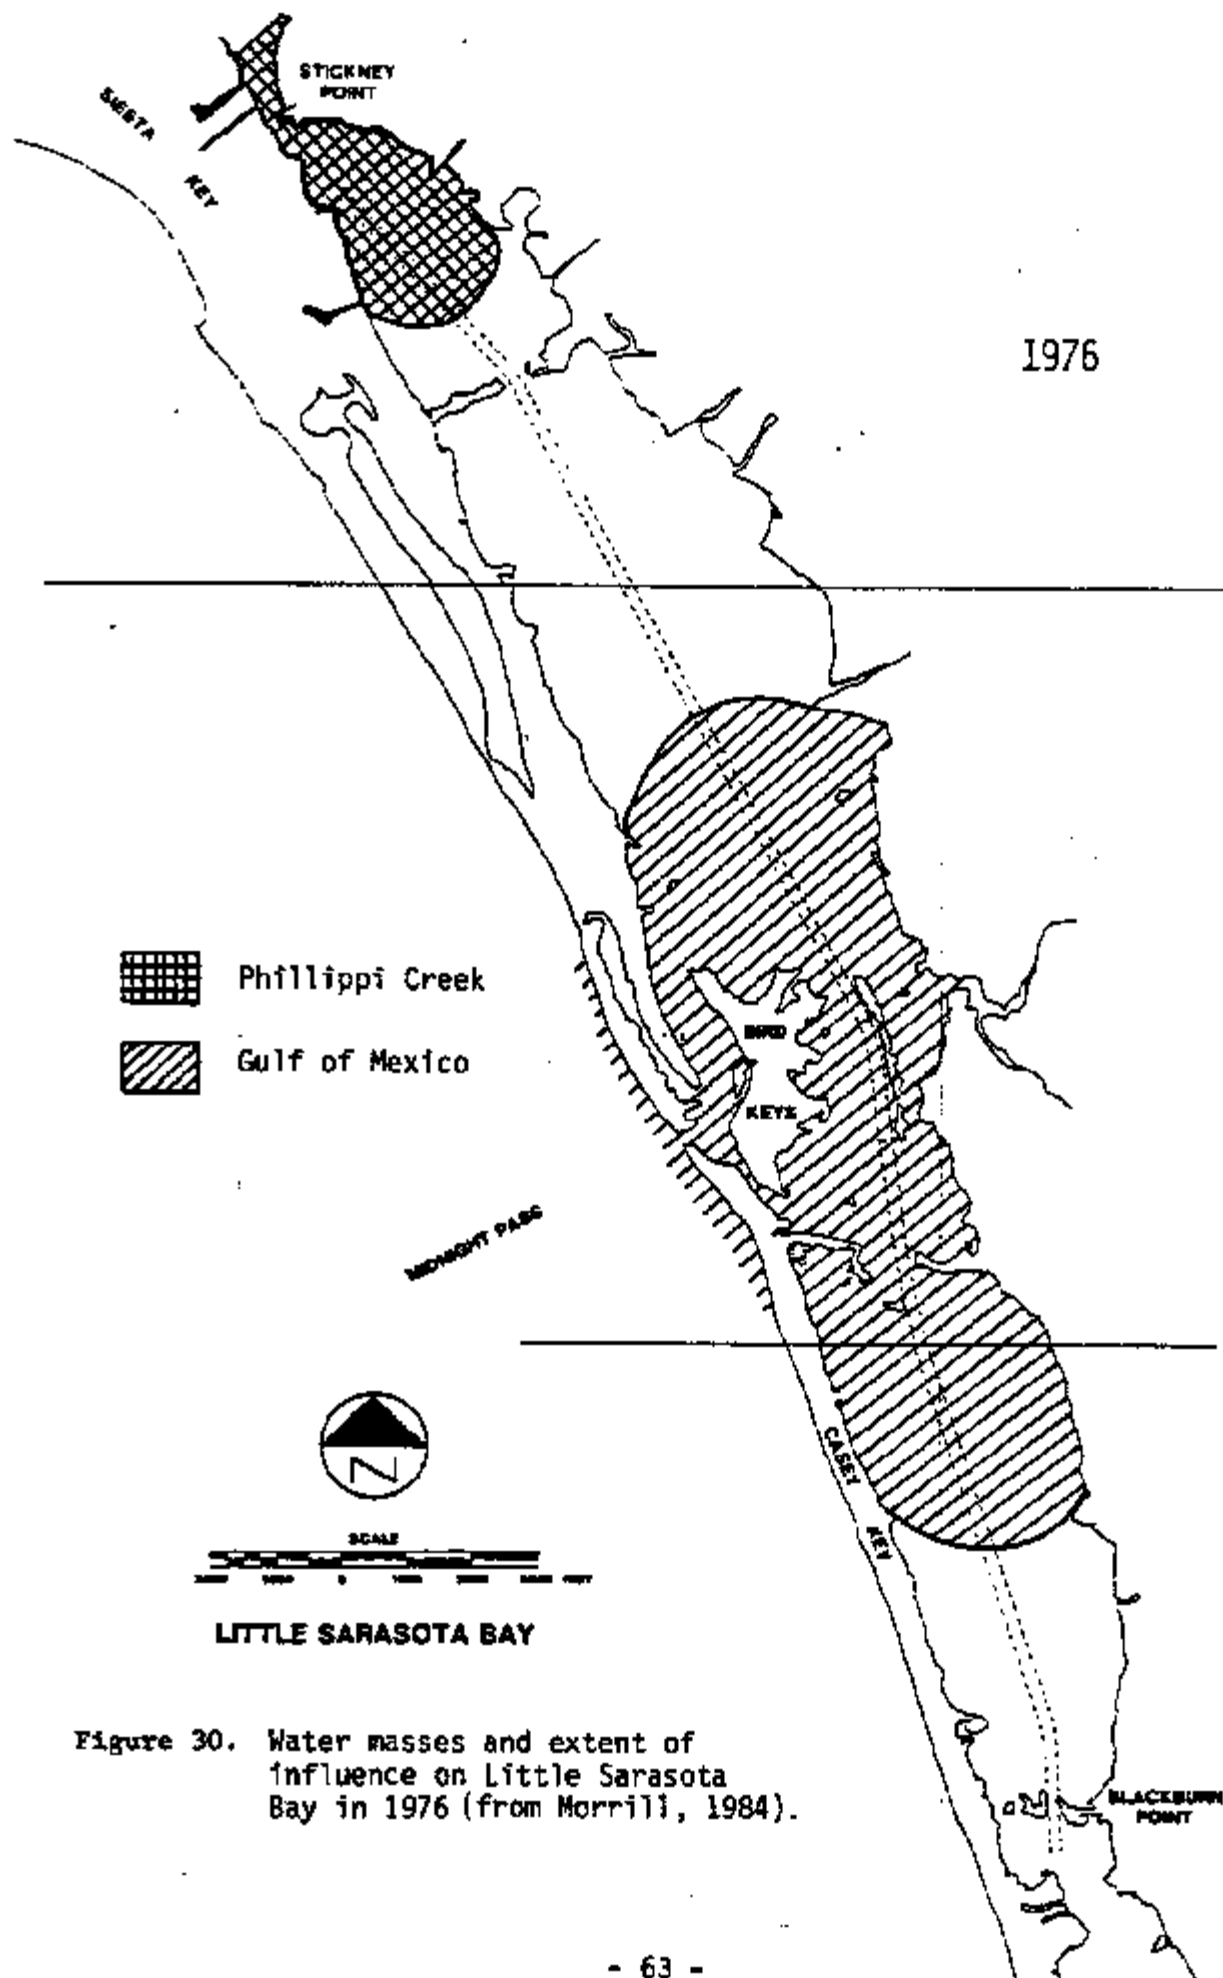 STICKNEY
POINT
SIESTA
KEY
1976
Phillippi Creek
Gulf of Mexico
BIRD
KEYS
MIDNIGHT PASS
N
CASEY
KEY
SCALE
0
LITTLE SARASOTA BAY
Figure 30. Water masses and extent of
influence on Little Sarasota
Bay in 1976 (from Morrill, 1984).
BLACKBURN
POINT
- 63 -